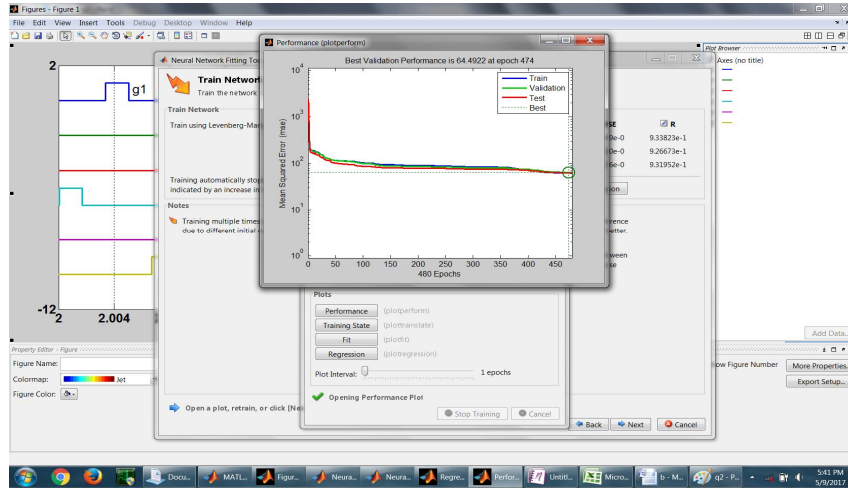 Figures - Figure 1
File Edit View Insert Tools Debug Desktop Window Help
Plot Browser
Axes (no title)
2
g1
-12
2 2.004
Neural Network Fitting Too
Train Networ
Train the network
Train Network
Train using Levenberg-Mar
Training automatically stop
indicated by an increase in
Notes
Training multiple times
due to different initial
SE R
9e-0 9.33823e-1
0e-0 9.26673e-1
6e-0 9.31952e-1
Performance (plotperform)
Best Validation Performance is 64.4922 at epoch 474
Mean Squared Error (mse)
10^4
10^3
10^2
10^1
10^0
Train
Validation
Test
Best
0 50 100 150 200 250 300 350 400 450
480 Epochs
Plots
Performance (plotperform)
Training State (plottrainstate)
Fit (plotfit)
Regression (plotregression)
Plot Interval: 1 epochs
Opening Performance Plot
Stop Training Cancel
Open a plot, retrain, or click [Ne
Back Next Cancel
Add Data...
Property Editor - Figure
Figure Name:
Colormap: Jet
Figure Color:
ow Figure Number
More Properties.
Export Setup...
Docu... MATL... Figur... Neura... Neura... Regre... Perfor... Untitl... Micro... b - M... q2 - P...
5:41 PM
5/9/2017